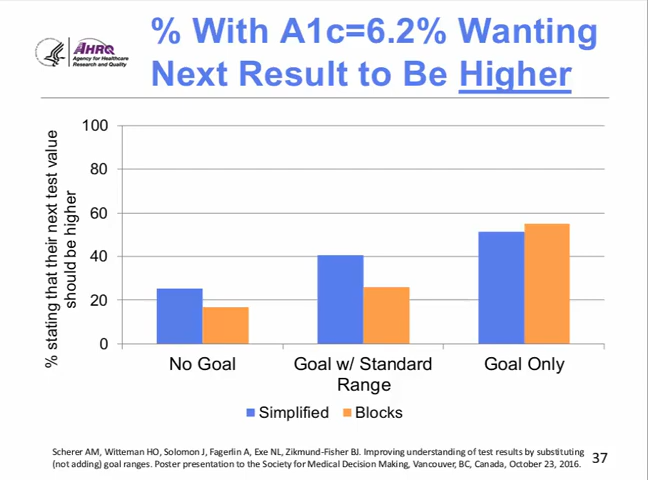 % With A1c=6.2% Wanting
Next Result to Be Higher
AHRQ
Agency for Healthcare
Research and Quality
% stating that their next test value
should be higher
100
80
60
40
20
0
No Goal
Goal w/ Standard
Range
Goal Only
Simplified
Blocks
Scherer AM, Witteman HO, Solomon J, Fagerlin A, Exe NL, Zikmund-Fisher BJ. Improving understanding of test results by substituting
(not adding) goal ranges. Poster presentation to the Society for Medical Decision Making, Vancouver, BC, Canada, October 23, 2016.
37